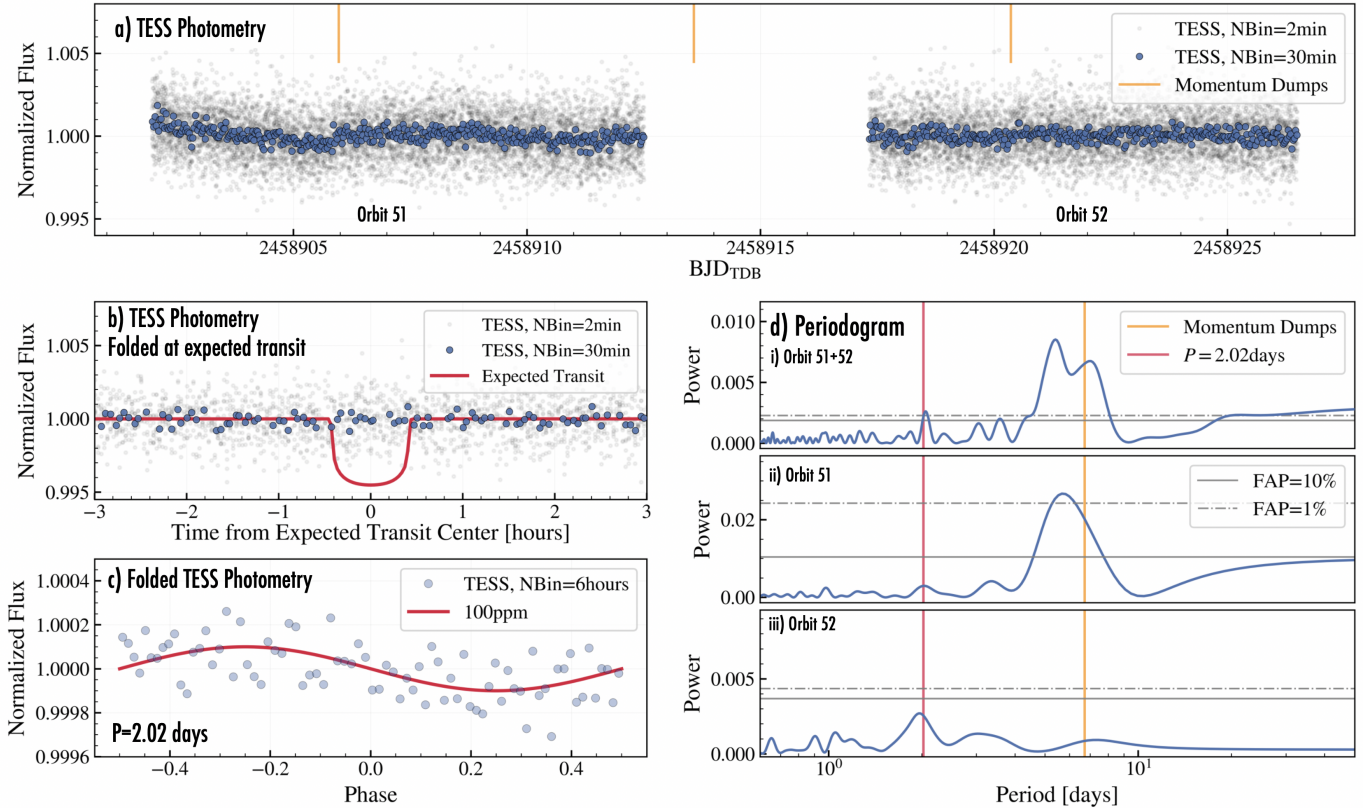 a) TESS Photometry
TESS, NBin=2min
TESS, NBin=30min
Momentum Dumps
Normalized Flux
1.005
1.000
0.995
Orbit 51
Orbit 52
2458905
2458910
2458915
2458920
2458925
BJD_TDB
b) TESS Photometry
Folded at expected transit
TESS, NBin=2min
TESS, NBin=30min
Expected Transit
Normalized Flux
1.005
1.000
0.995
−3
−2
−1
0
1
2
3
Time from Expected Transit Center [hours]
c) Folded TESS Photometry
TESS, NBin=6hours
100ppm
Normalized Flux
1.0004
1.0002
1.0000
0.9998
0.9996
P=2.02 days
−0.4
−0.2
0.0
0.2
0.4
Phase
d) Periodogram
i) Orbit 51+52
Momentum Dumps
P = 2.02days
Power
0.010
0.005
0.000
ii) Orbit 51
FAP=10%
FAP=1%
Power
0.02
0.00
iii) Orbit 52
Power
0.005
0.000
10⁰
10¹
Period [days]